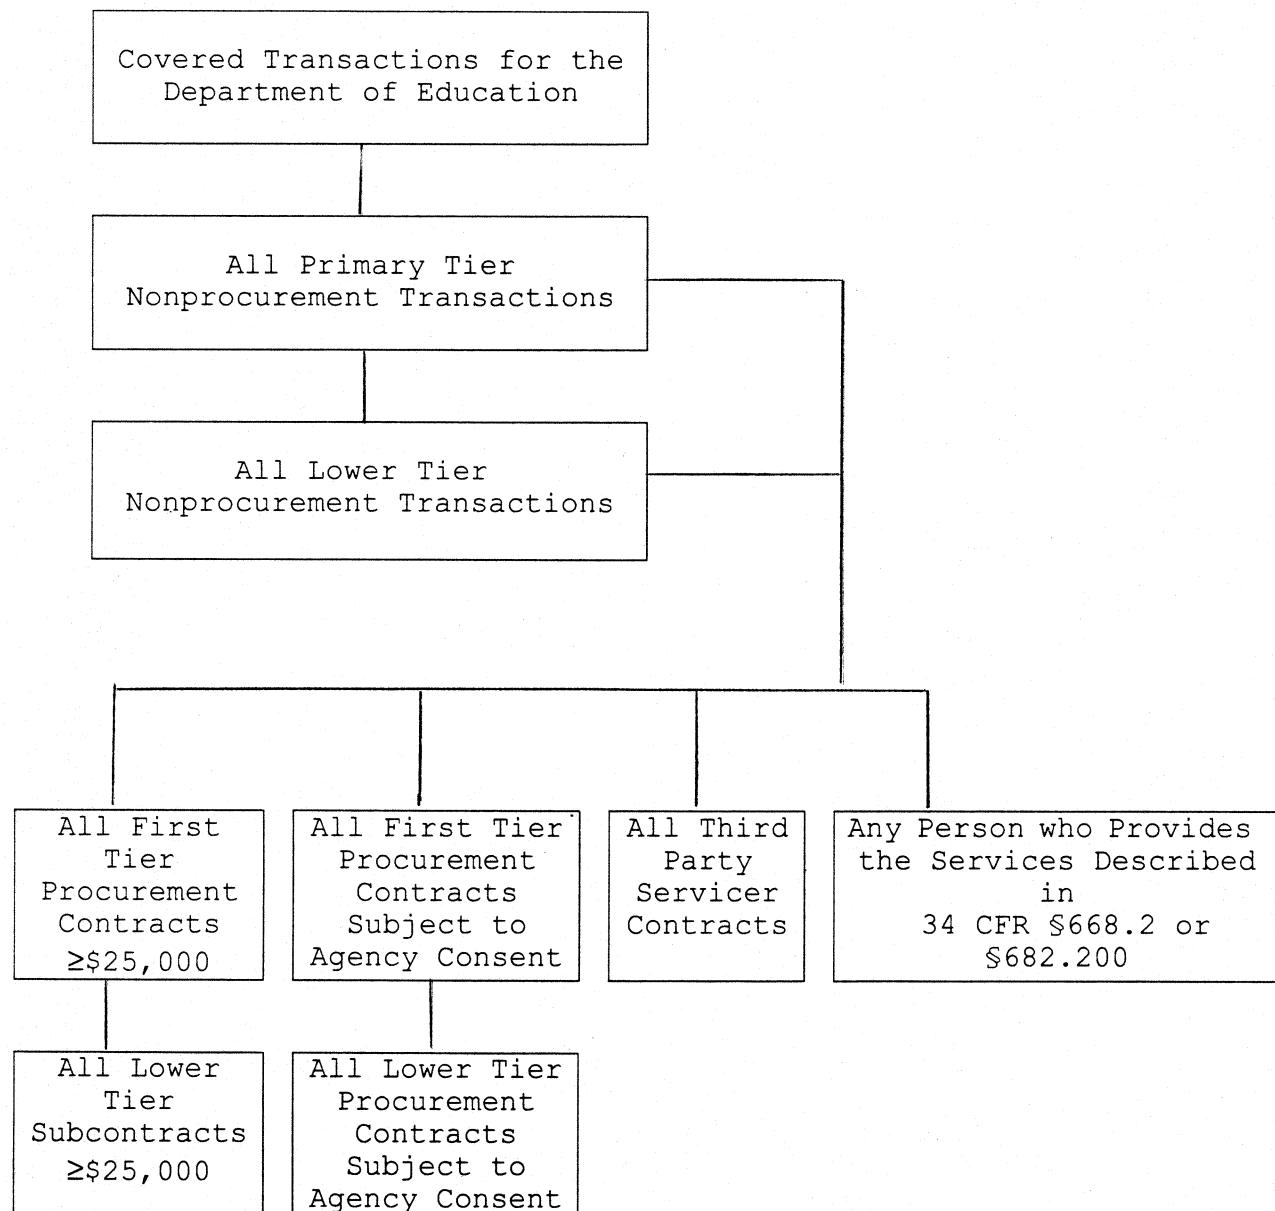 Covered Transactions for the
Department of Education
All Primary Tier
Nonprocurement Transactions
All Lower Tier
Nonprocurement Transactions
All First
Tier
Procurement
Contracts
≥$25,000
All First Tier
Procurement
Contracts
Subject to
Agency Consent
All Third
Party
Servicer
Contracts
Any Person who Provides
the Services Described
in
34 CFR §668.2 or
§682.200
All Lower
Tier
Subcontracts
≥$25,000
All Lower Tier
Procurement
Contracts
Subject to
Agency Consent